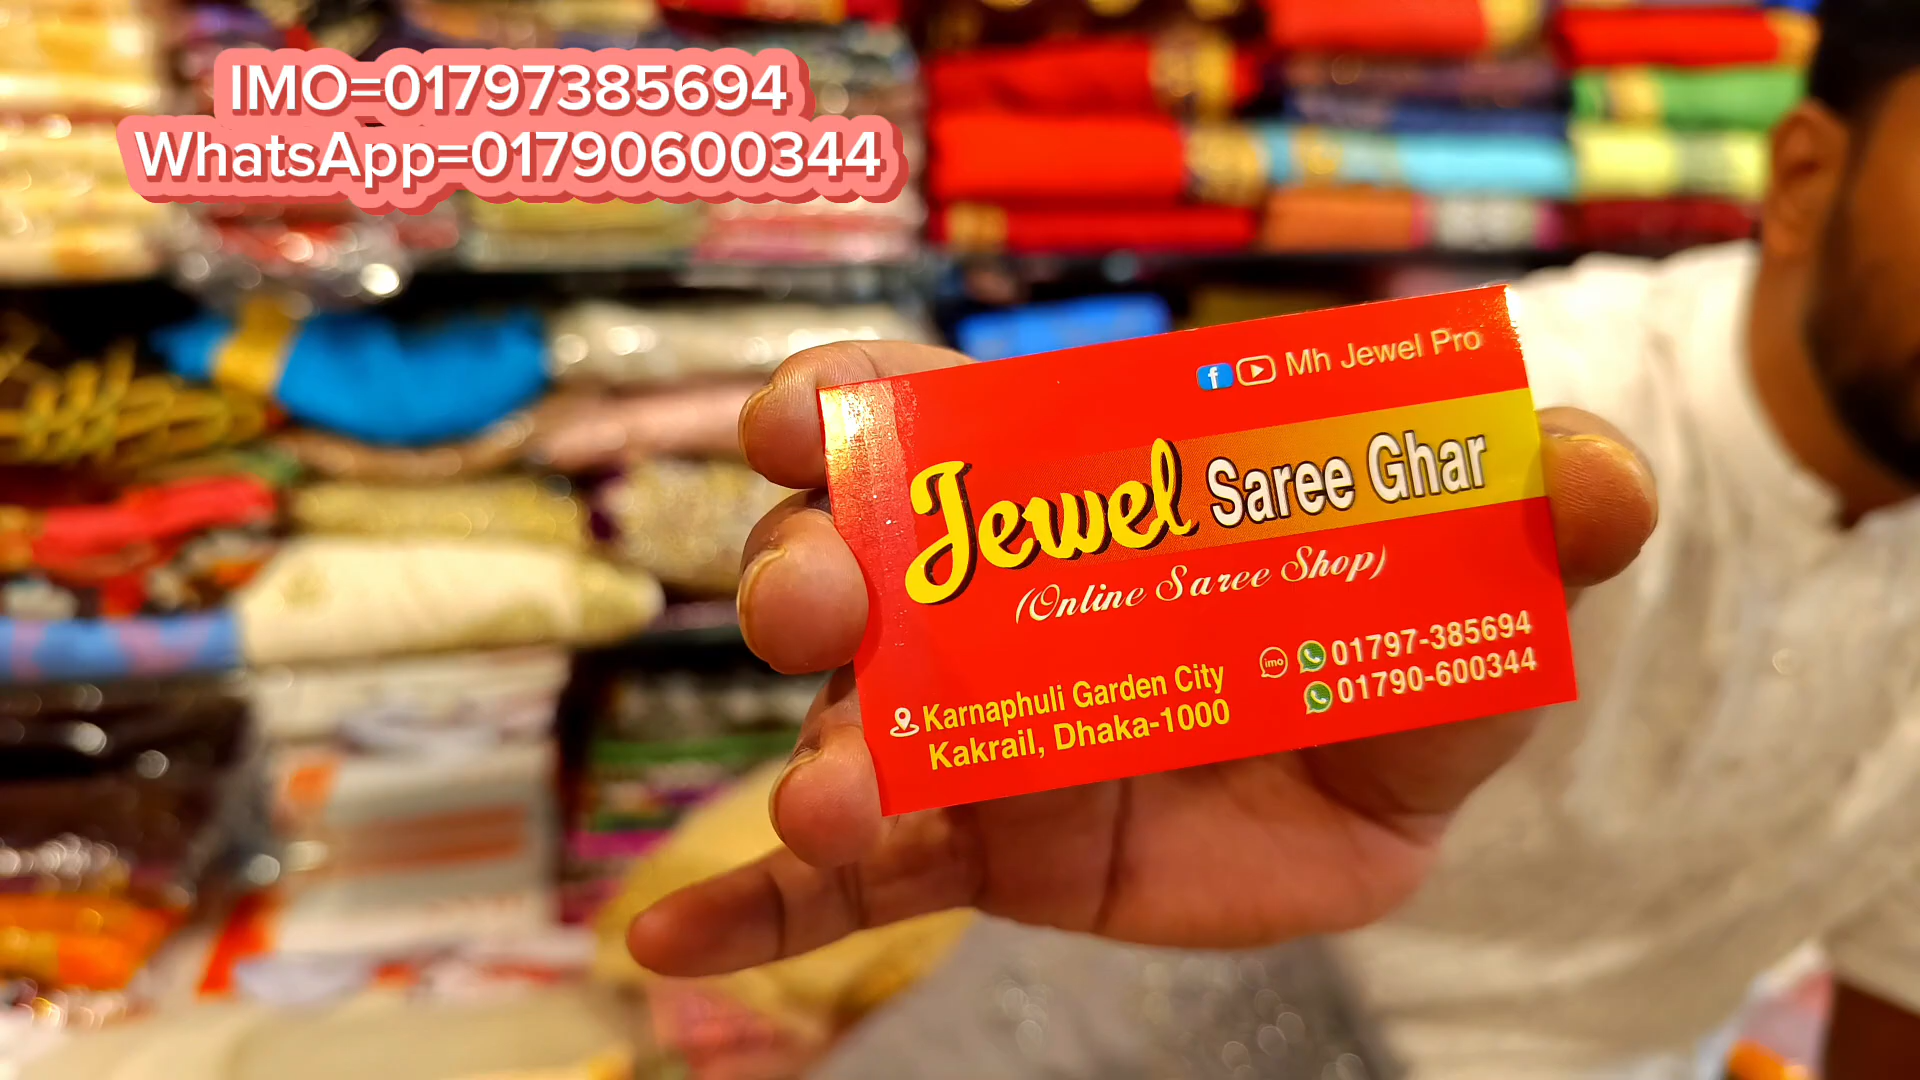 IMO=01797385694
WhatsApp=01790600344
Mh Jewel Pro
Jewel Saree Ghar
(Online Saree Shop)
Karnaphuli Garden City
Kakrail, Dhaka-1000
imo 01797-385694
01790-600344